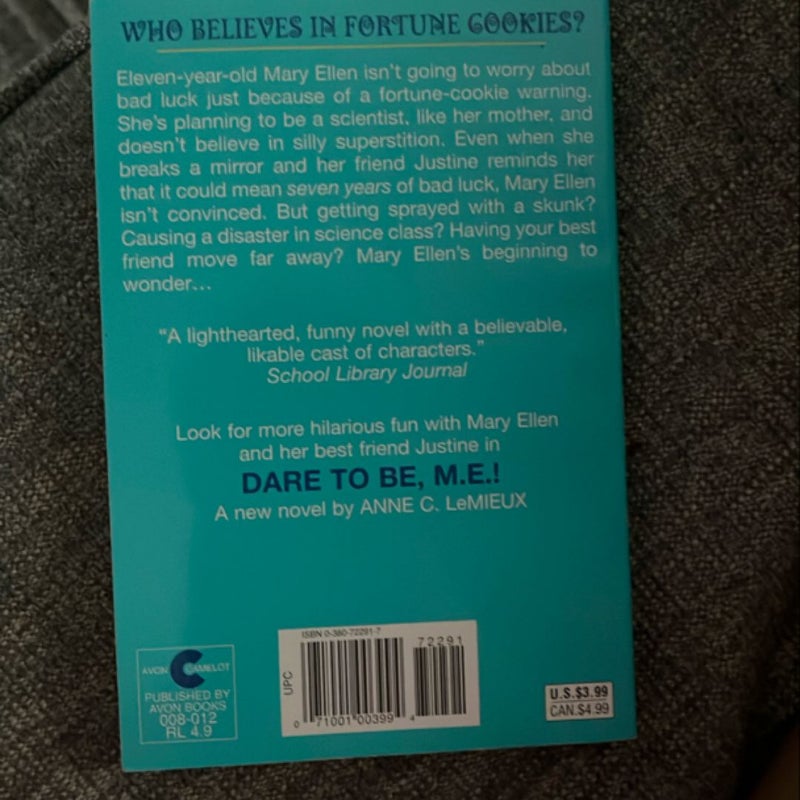 WHO BELIEVES IN FORTUNE COOKIES?
Eleven-year-old Mary Ellen isn't going to worry about
bad luck just because of a fortune-cookie warning.
She's planning to be a scientist, like her mother, and
doesn't believe in silly superstition. Even when she
breaks a mirror and her friend Justine reminds her
that it could mean seven years of bad luck, Mary Ellen
isn't convinced. But getting sprayed with a skunk?
Causing a disaster in science class? Having your best
friend move far away? Mary Ellen's beginning to
wonder...
"A lighthearted, funny novel with a believable,
likable cast of characters."
School Library Journal
Look for more hilarious fun with Mary Ellen
and her best friend Justine in
DARE TO BE, M.E.!
A new novel by ANNE C. LeMIEUX
AVON CAMELOT
PUBLISHED BY
AVON BOOKS
008-012
RL 4.9
ISBN 0-380-72291-7
72291
UPC
0 71001 00399 4
U.S.$3.99
CAN.$4.99